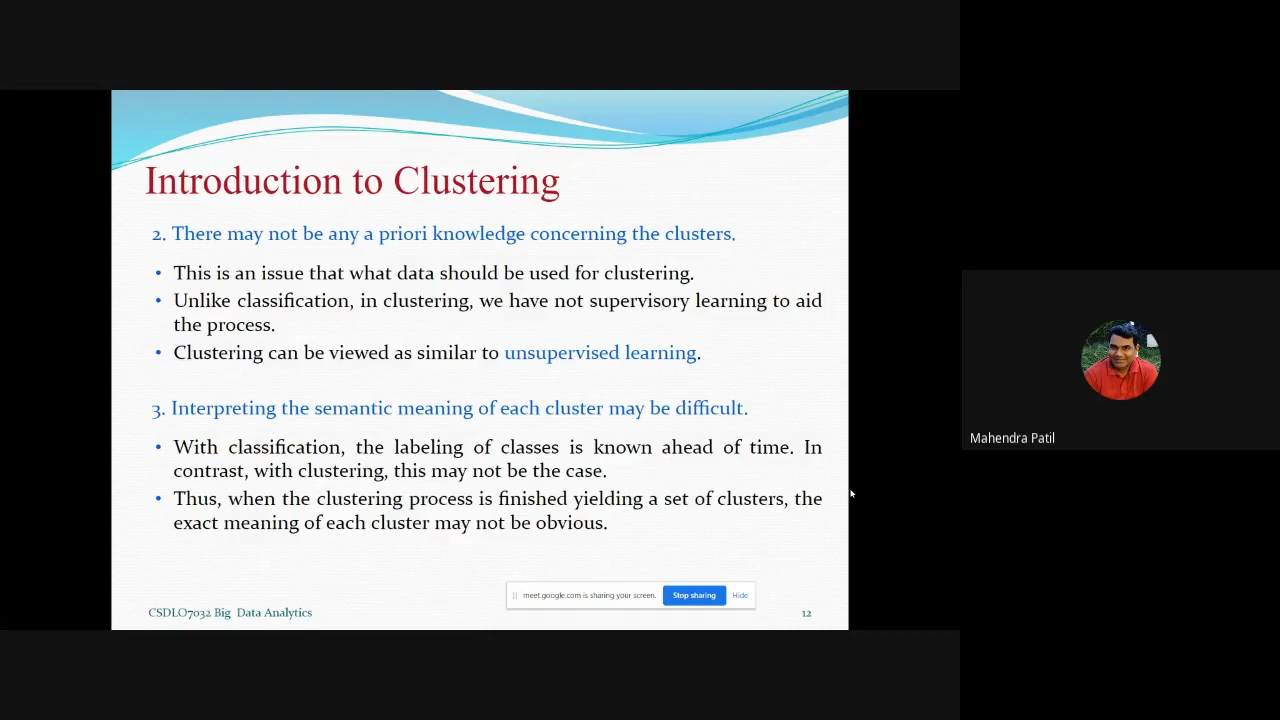 Introduction to Clustering
2. There may not be any a priori knowledge concerning the clusters.
• This is an issue that what data should be used for clustering.
• Unlike classification, in clustering, we have not supervisory learning to aid
the process.
• Clustering can be viewed as similar to unsupervised learning.
3. Interpreting the semantic meaning of each cluster may be difficult.
• With classification, the labeling of classes is known ahead of time. In
contrast, with clustering, this may not be the case.
• Thus, when the clustering process is finished yielding a set of clusters, the
exact meaning of each cluster may not be obvious.
meet.google.com is sharing your screen. Stop sharing Hide
CSDLO7032 Big Data Analytics 12
Mahendra Patil